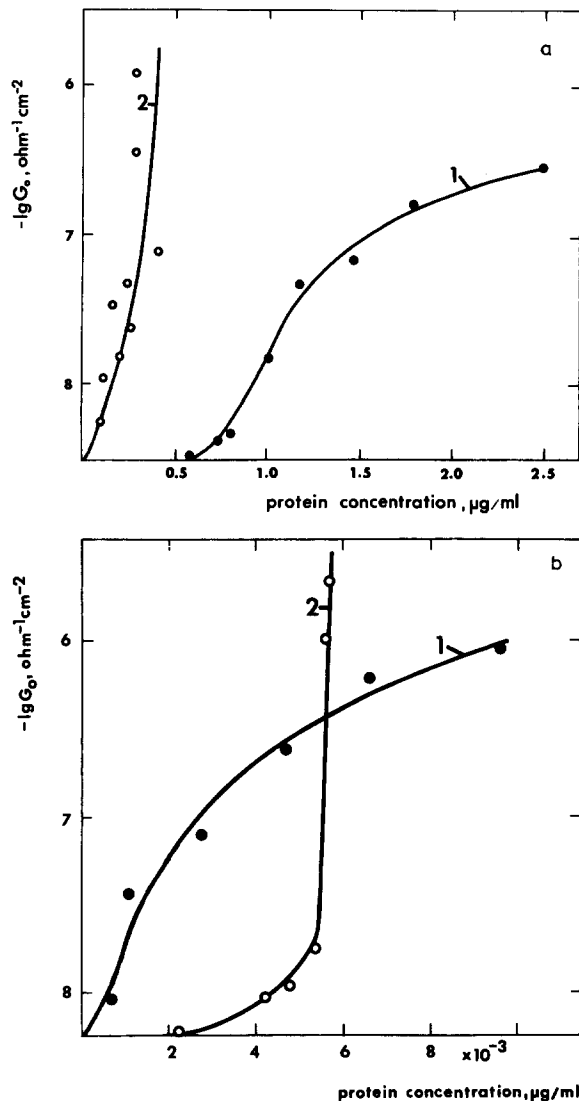 a
-lgG₀, ohm⁻¹cm⁻²
6
7
8
2
1
0.5 1.0 1.5 2.0 2.5
protein concentration, µg/ml
b
-lgG₀, ohm⁻¹cm⁻²
6
7
8
2
1
2 4 6 8 ×10⁻³
protein concentration, µg/ml